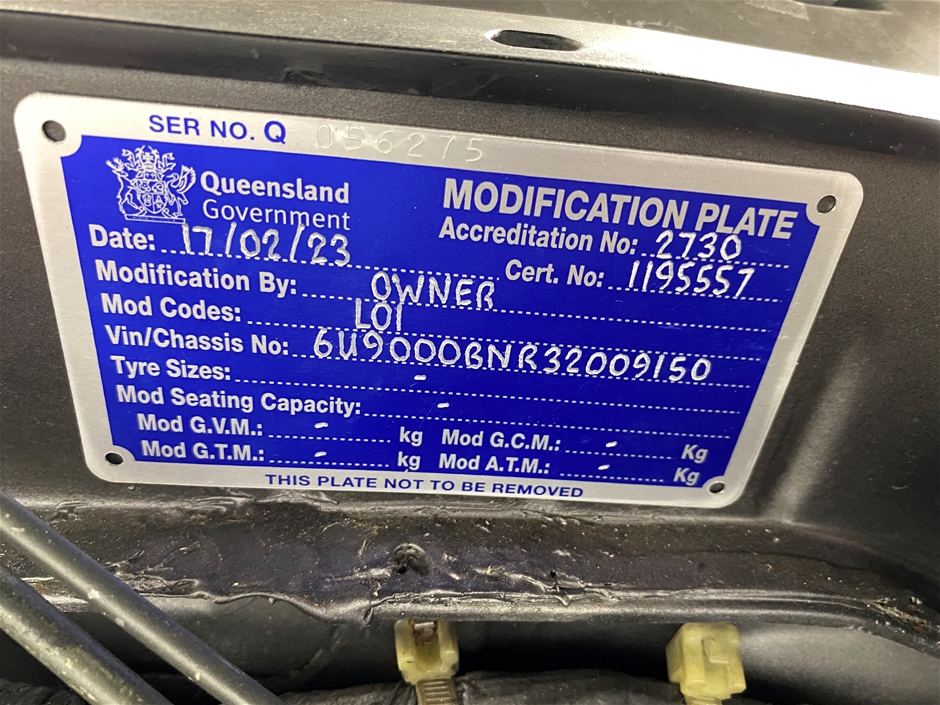 SER NO. Q 056275
Queensland
Government
MODIFICATION PLATE
Accreditation No: 2730
Date: 17/02/23
Cert. No: 1195557
Modification By: OWNER
Mod Codes: LO1
Vin/Chassis No: 6U9000BNR32009150
Tyre Sizes: -
Mod Seating Capacity: -
Mod G.V.M.: - kg Mod G.C.M.: - Kg
Mod G.T.M.: - kg Mod A.T.M.: - Kg
THIS PLATE NOT TO BE REMOVED